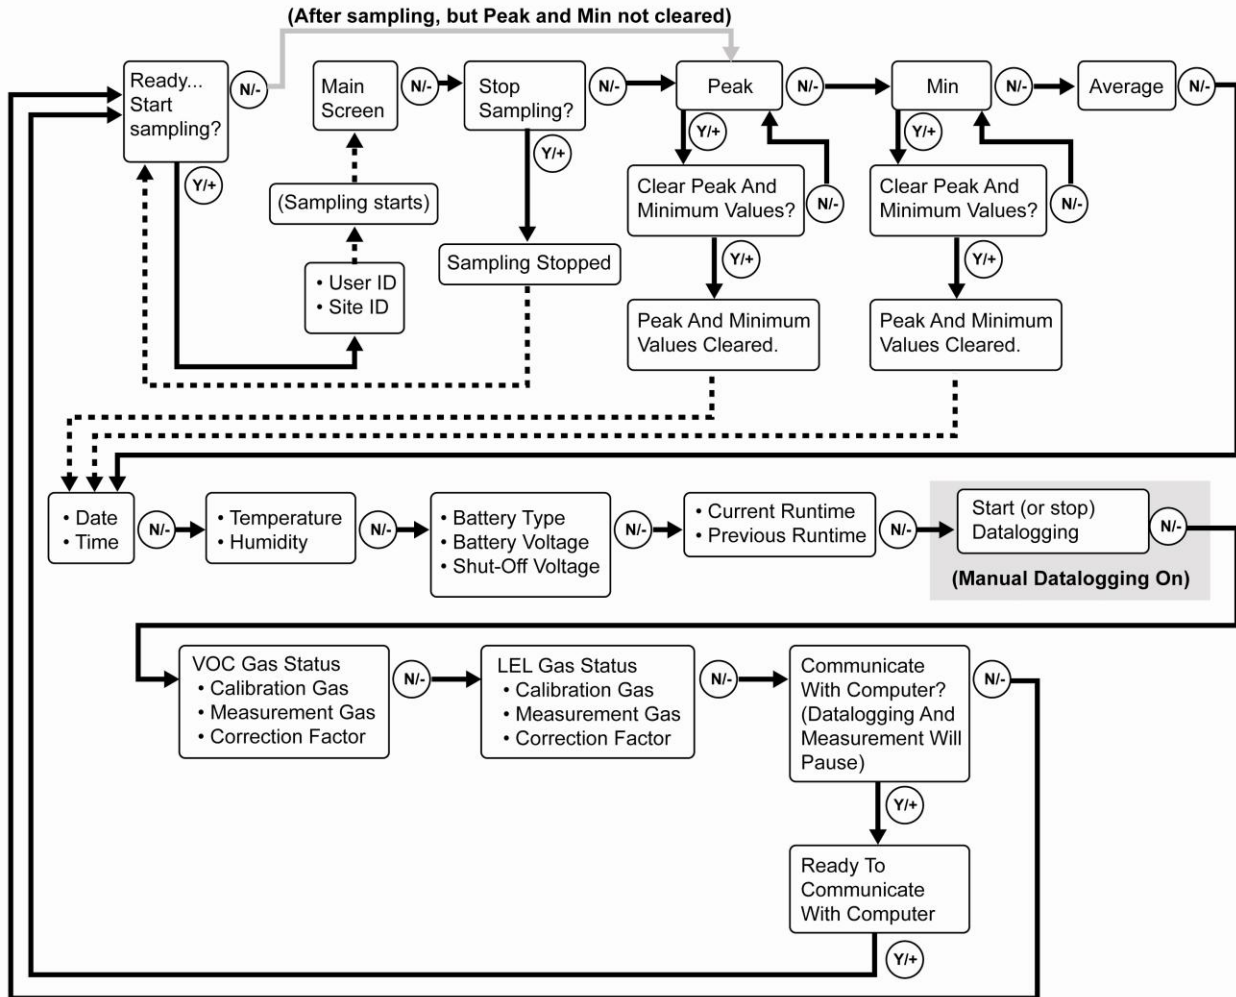 (After sampling, but Peak and Min not cleared)
Ready...
Start
sampling?
N/-
Y/+
Main
Screen
N/-
(Sampling starts)
• User ID
• Site ID
Stop
Sampling?
N/-
Y/+
Sampling Stopped
Peak
N/-
Y/+
Clear Peak And
Minimum Values?
N/-
Y/+
Peak And Minimum
Values Cleared.
Min
N/-
Y/+
Clear Peak And
Minimum Values?
N/-
Y/+
Peak And Minimum
Values Cleared.
Average
N/-
• Date
• Time
N/-
• Temperature
• Humidity
N/-
• Battery Type
• Battery Voltage
• Shut-Off Voltage
N/-
• Current Runtime
• Previous Runtime
N/-
Start (or stop)
Datalogging
N/-
(Manual Datalogging On)
VOC Gas Status
• Calibration Gas
• Measurement Gas
• Correction Factor
N/-
LEL Gas Status
• Calibration Gas
• Measurement Gas
• Correction Factor
N/-
Communicate
With Computer?
(Datalogging And
Measurement Will
Pause)
N/-
Y/+
Ready To
Communicate
With Computer
Y/+